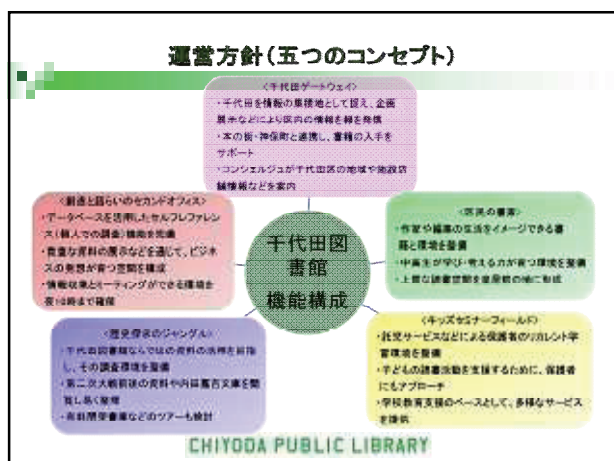 運営方針（五つのコンセプト）
＜千代田ゲートウェイ＞
・千代田を情報の集積地として捉え、企画
展示などにより区内の情報を発信
・本の街・神保町と連携し、書籍の入手を
サポート
・コンシェルジュが千代田区の地域や施設店
舗情報などを案内
＜創造と語らいのセカンドオフィス＞
・データベースを活用したセルフレファレン
ス（個人での調査）機能を完備
・貴重な資料の展示などを通じて、ビジネ
スの発想が育つ空間を構成
・情報収集とミーティングができる環境を
夜10時まで確保
＜区民の書斎＞
・作家や編集の生活をイメージできる書
籍と環境を整備
・中高生が学び・考える力が育つ環境を整備
・上質な読書空間を皇居側の地に形成
千代田図
書館
機能構成
＜歴史探求のジャングル＞
・千代田図書館ならではの資料の活用を目指
し、その調査環境を整備
・第二次大戦前後の資料や内田嘉吉文庫を閲
覧し易く整理
・有料閉架書庫などのツアーも検討
＜キッズセミナーフィールド＞
・託児サービスなどによる保護者のリカレント学
習環境を整備
・子どもの読書活動を支援するために、保護者
にもアプローチ
・学校教育支援のベースとして、多様なサービス
を提供
CHIYODA PUBLIC LIBRARY